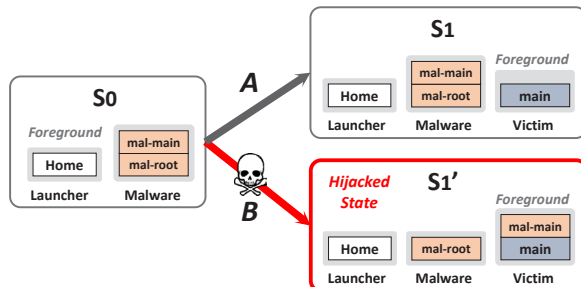 S0
Foreground
Home
mal-main
mal-root
Launcher
Malware
A
B
S1
Foreground
Home
mal-main
mal-root
main
Launcher
Malware
Victim
Hijacked
State
S1'
Foreground
Home
mal-root
mal-main
main
Launcher
Malware
Victim